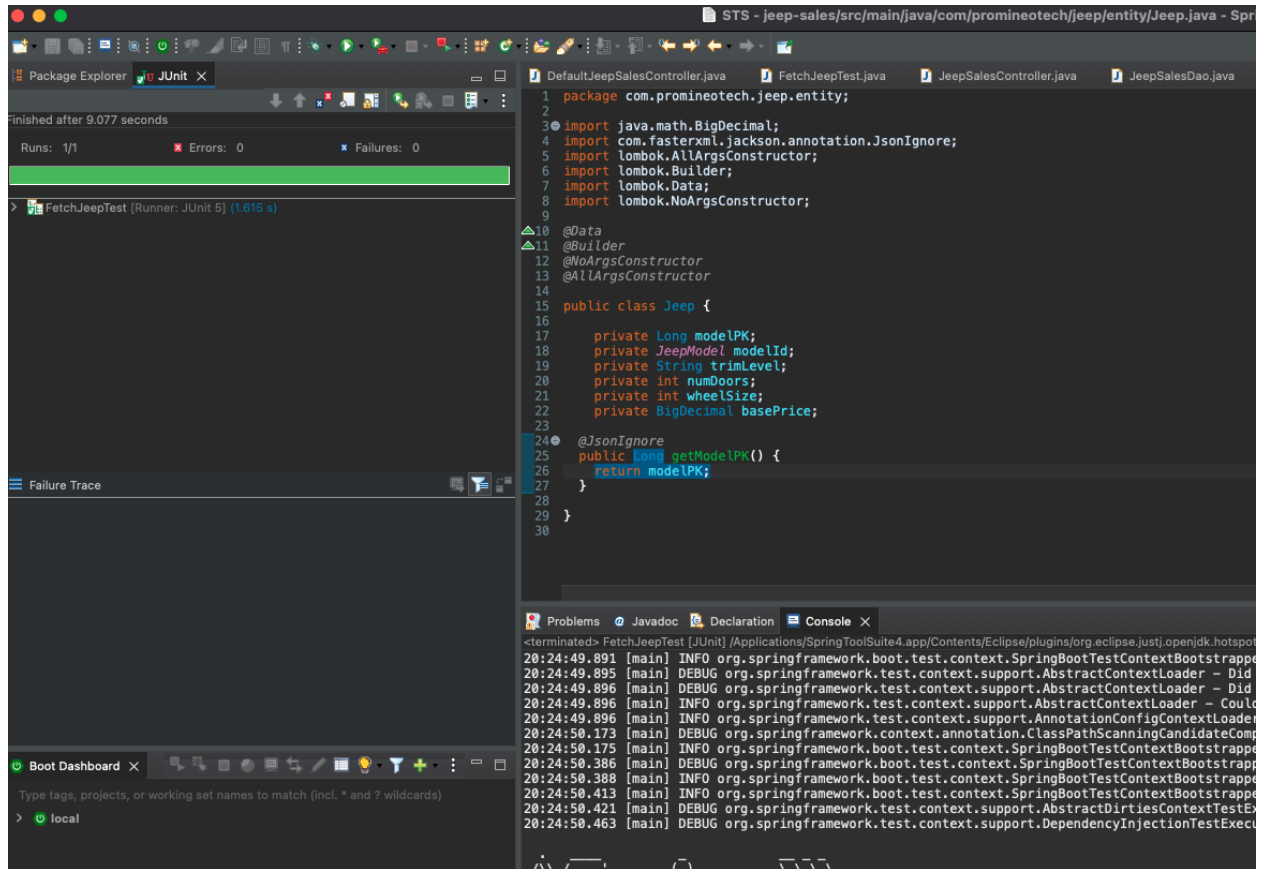 STS - jeep-sales/src/main/java/com/promineotech/jeep/entity/Jeep.java - Spr
Package Explorer
JUnit
Finished after 9.077 seconds
Runs: 1/1 Errors: 0 Failures: 0
FetchJeepTest [Runner: JUnit 5] (1.615 s)
Failure Trace
Boot Dashboard
Type tags, projects, or working set names to match (incl. * and ? wildcards)
local
DefaultJeepSalesController.java FetchJeepTest.java JeepSalesController.java JeepSalesDao.java
1 package com.promineotech.jeep.entity;
2
3 import java.math.BigDecimal;
4 import com.fasterxml.jackson.annotation.JsonIgnore;
5 import lombok.AllArgsConstructor;
6 import lombok.Builder;
7 import lombok.Data;
8 import lombok.NoArgsConstructor;
9
10 @Data
11 @Builder
12 @NoArgsConstructor
13 @AllArgsConstructor
14
15 public class Jeep {
16
17 private Long modelPK;
18 private JeepModel modelId;
19 private String trimLevel;
20 private int numDoors;
21 private int wheelSize;
22 private BigDecimal basePrice;
23
24 @JsonIgnore
25 public Long getModelPK() {
26 return modelPK;
27 }
28
29 }
30
Problems Javadoc Declaration Console
<terminated> FetchJeepTest [JUnit] /Applications/SpringToolSuite4.app/Contents/Eclipse/plugins/org.eclipse.justj.openjdk.hotspot
20:24:49.891 [main] INFO org.springframework.boot.test.context.SpringBootTestContextBootstrappe
20:24:49.895 [main] DEBUG org.springframework.test.context.support.AbstractContextLoader - Did
20:24:49.896 [main] DEBUG org.springframework.test.context.support.AbstractContextLoader - Did
20:24:49.896 [main] INFO org.springframework.test.context.support.AbstractContextLoader - Could
20:24:49.896 [main] INFO org.springframework.test.context.support.AnnotationConfigContextLoader
20:24:50.173 [main] DEBUG org.springframework.context.annotation.ClassPathScanningCandidateComp
20:24:50.175 [main] INFO org.springframework.boot.test.context.SpringBootTestContextBootstrappe
20:24:50.386 [main] DEBUG org.springframework.boot.test.context.SpringBootTestContextBootstrapp
20:24:50.388 [main] INFO org.springframework.boot.test.context.SpringBootTestContextBootstrappe
20:24:50.413 [main] INFO org.springframework.boot.test.context.SpringBootTestContextBootstrappe
20:24:50.421 [main] DEBUG org.springframework.test.context.support.AbstractDirtiesContextTestEx
20:24:50.463 [main] DEBUG org.springframework.test.context.support.DependencyInjectionTestExecu